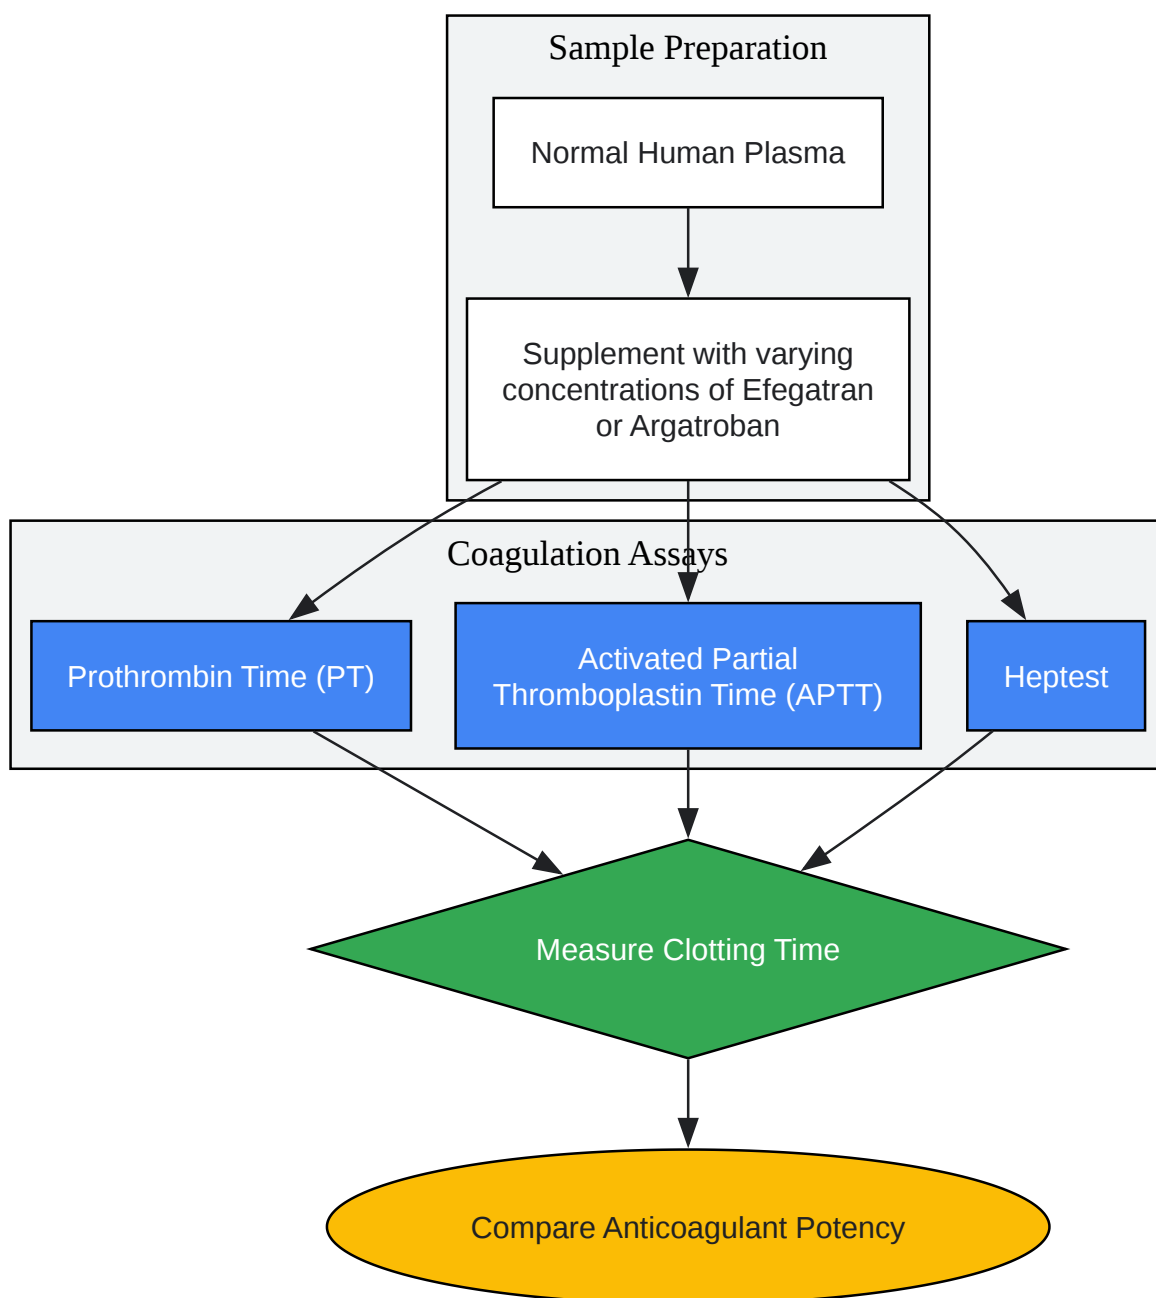 Sample Preparation
Normal Human Plasma
Supplement with varying
concentrations of Efegatran
or Argatroban
Coagulation Assays
Prothrombin Time (PT)
Activated Partial
Thromboplastin Time (APTT)
Heptest
Measure Clotting Time
Compare Anticoagulant Potency